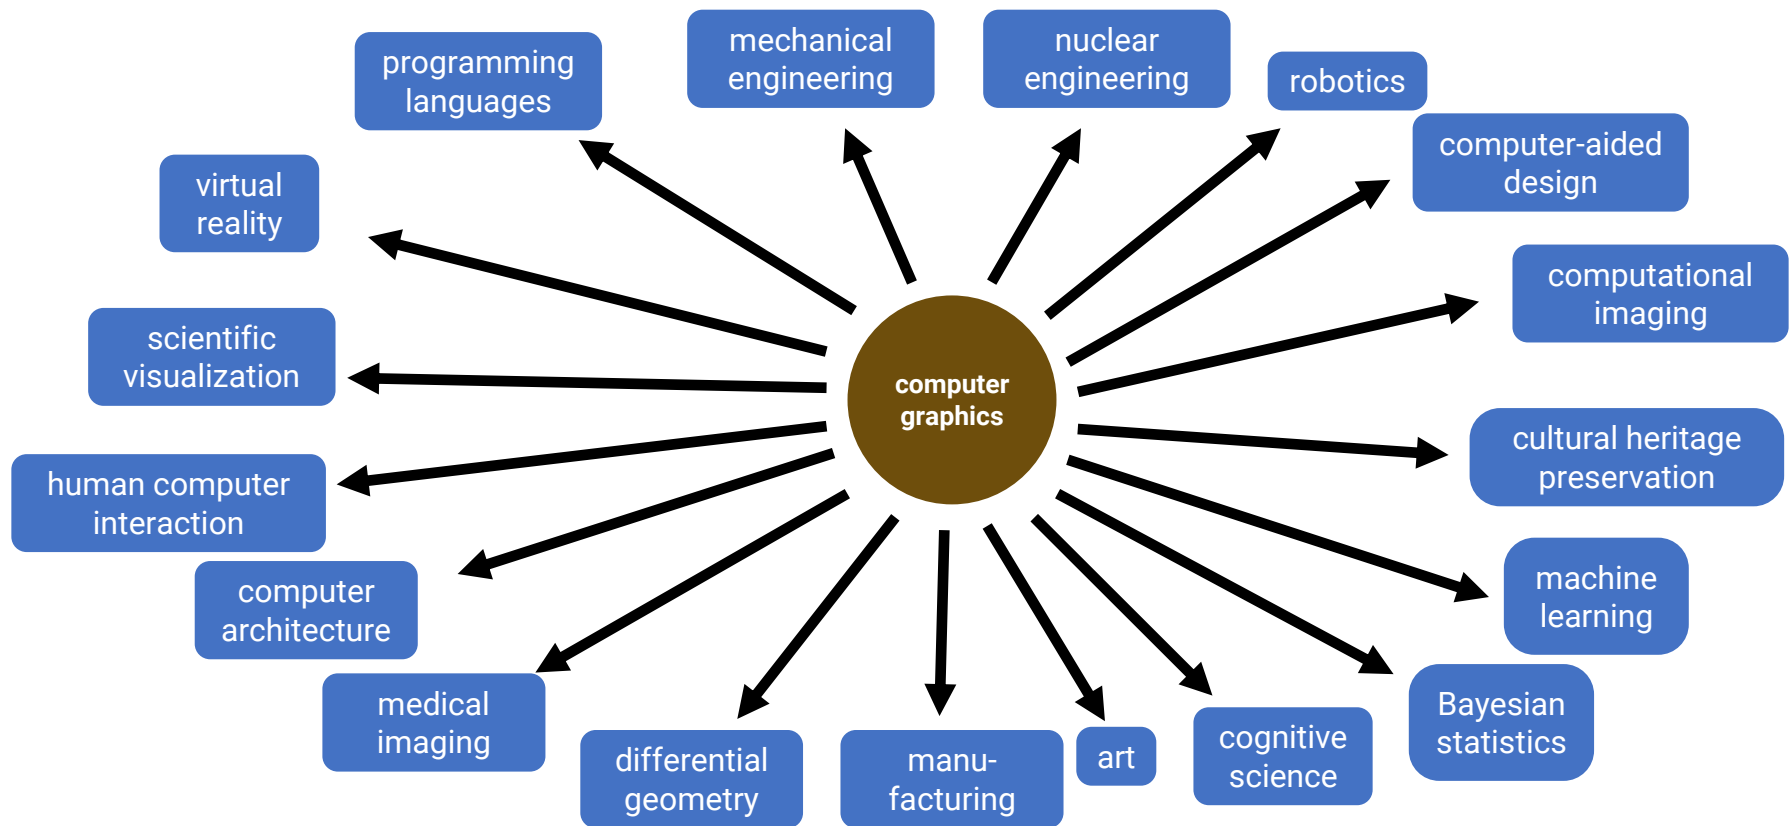 programming
languages
mechanical
engineering
nuclear
engineering
robotics
computer-aided
design
virtual
reality
computational
imaging
scientific
visualization
computer
graphics
cultural heritage
preservation
human computer
interaction
machine
learning
computer
architecture
medical
imaging
Bayesian
statistics
differential
geometry
manu-
facturing
art
cognitive
science